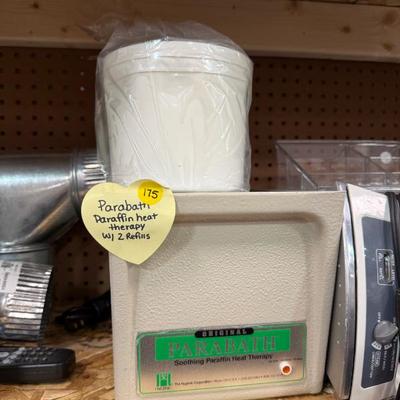 175
Parabath
Paraffin heat
therapy
W/ 2 Refills
ORIGINAL
PARABATH
Soothing Paraffin Heat Therapy